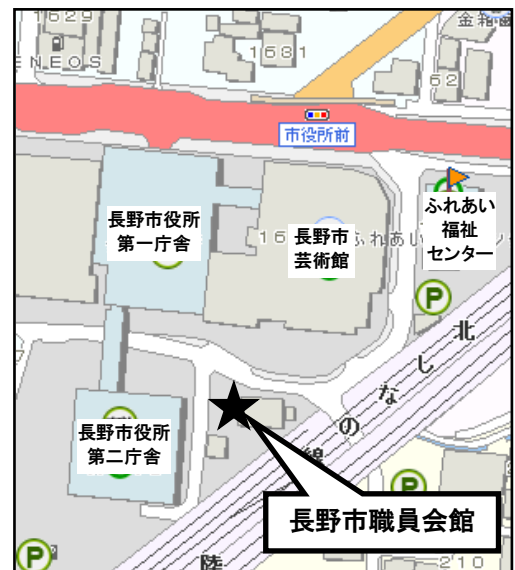 1629
ENEOS
1681
金箱
62
市役所前
長野市役所
第一庁舎
16
長野市
芸術館
ふれあい
ふれあい
福祉
センター
P
北しなの線
長野市役所
第二庁舎
P
長野市職員会館
P
陸
210